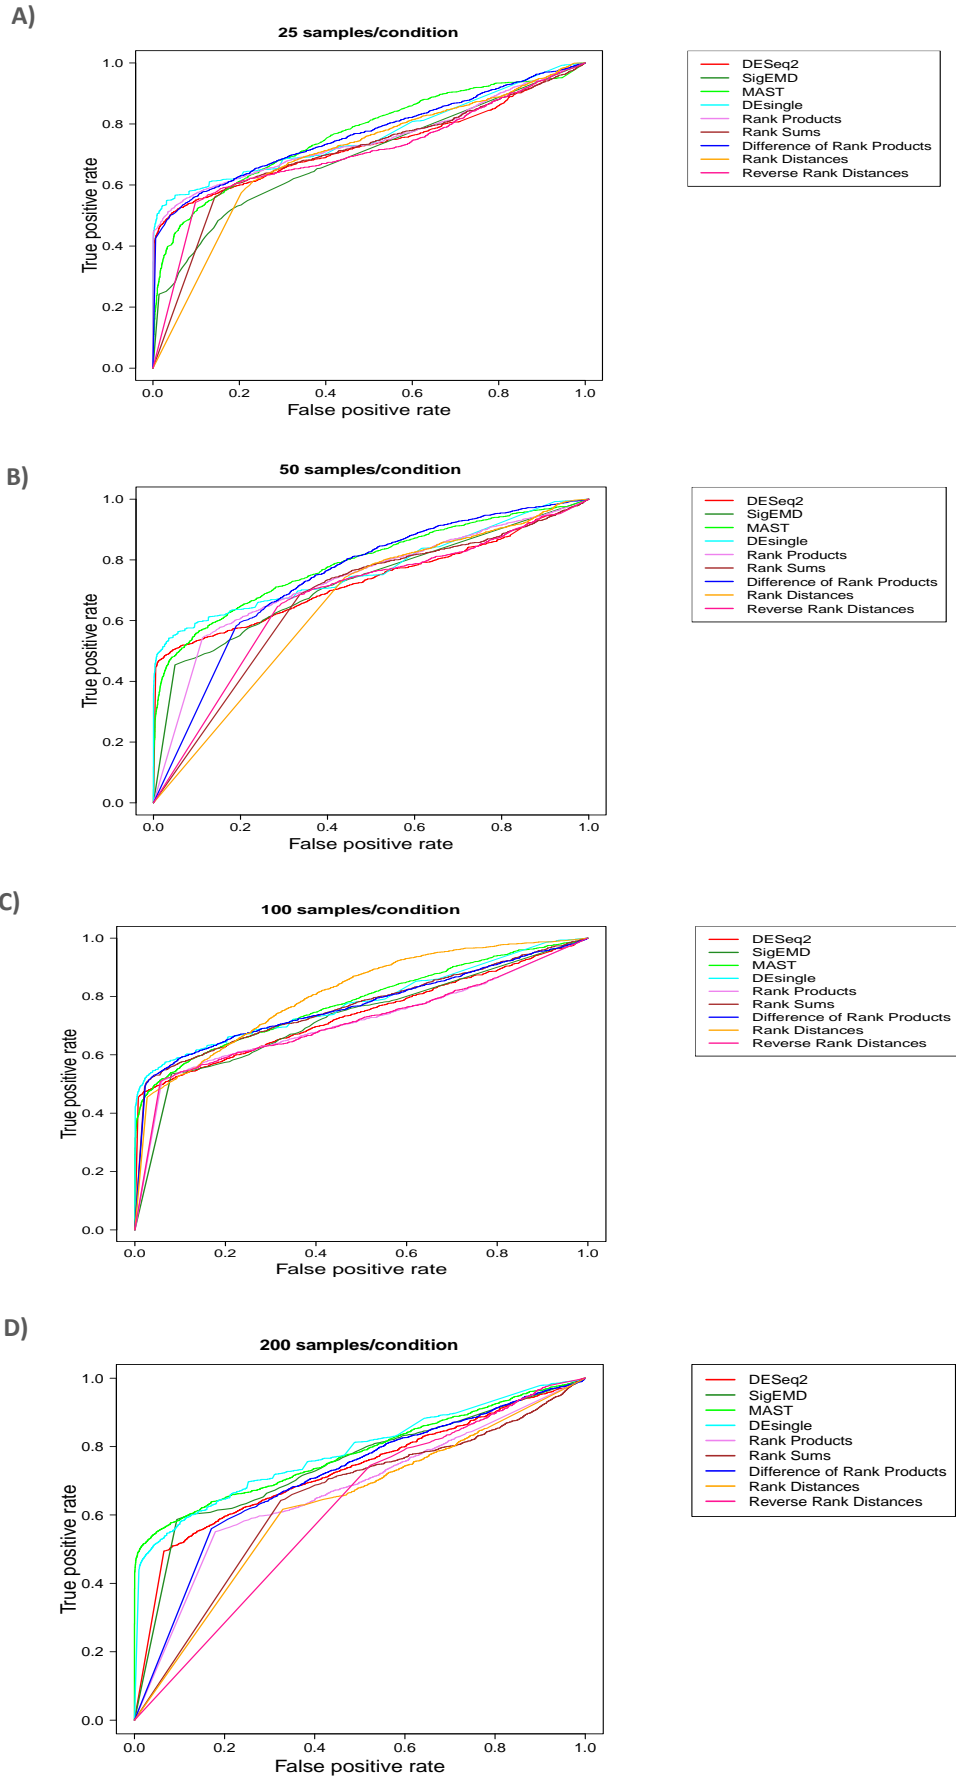 A)
25 samples/condition
1.0
0.8
0.6
0.4
0.2
0.0
True positive rate
0.0 0.2 0.4 0.6 0.8 1.0
False positive rate
DESeq2
SigEMD
MAST
DEsingle
Rank Products
Rank Sums
Difference of Rank Products
Rank Distances
Reverse Rank Distances
B)
50 samples/condition
1.0
0.8
0.6
0.4
0.2
0.0
True positive rate
0.0 0.2 0.4 0.6 0.8 1.0
False positive rate
DESeq2
SigEMD
MAST
DEsingle
Rank Products
Rank Sums
Difference of Rank Products
Rank Distances
Reverse Rank Distances
C)
100 samples/condition
1.0
0.8
0.6
0.4
0.2
0.0
True positive rate
0.0 0.2 0.4 0.6 0.8 1.0
False positive rate
DESeq2
SigEMD
MAST
DEsingle
Rank Products
Rank Sums
Difference of Rank Products
Rank Distances
Reverse Rank Distances
D)
200 samples/condition
1.0
0.8
0.6
0.4
0.2
0.0
True positive rate
0.0 0.2 0.4 0.6 0.8 1.0
False positive rate
DESeq2
SigEMD
MAST
DEsingle
Rank Products
Rank Sums
Difference of Rank Products
Rank Distances
Reverse Rank Distances